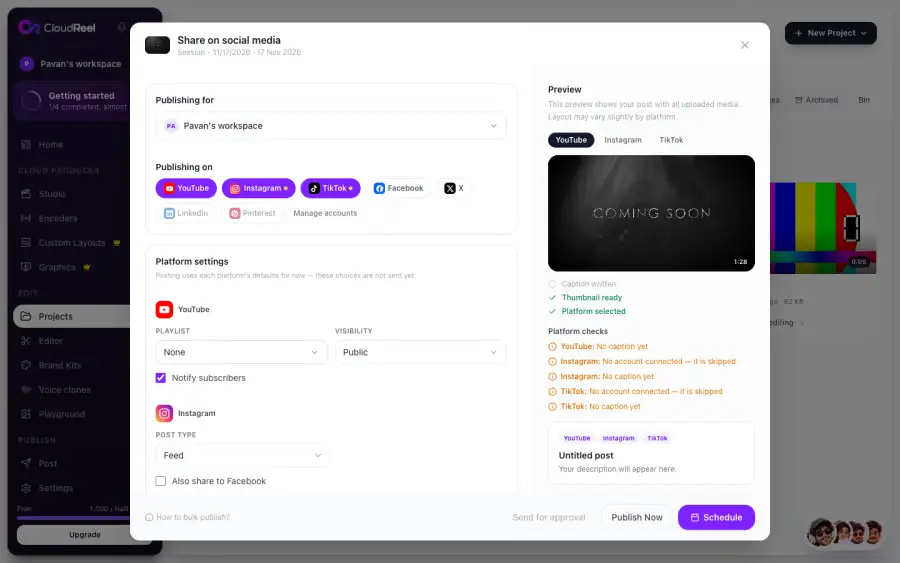 CloudReel
Pavan's workspace
Getting started
1/4 completed, almost
Home
CLOUD PRODUCER
Studio
Encoders
Custom Layouts
Graphics
EDIT
Projects
Editor
Brand Kits
Voice clones
Playground
PUBLISH
Post
Settings
Free
1,000 / NaN
Upgrade
Share on social media
Session - 11/17/2026 · 17 Nov 2026
Publishing for
PA Pavan's workspace
Publishing on
YouTube Instagram TikTok Facebook X
LinkedIn Pinterest Manage accounts
Platform settings
Posting uses each platform's defaults for now — these choices are not sent yet.
YouTube
PLAYLIST VISIBILITY
None Public
Notify subscribers
Instagram
POST TYPE
Feed
Also share to Facebook
How to bulk publish?
Send for approval Publish Now Schedule
Preview
This preview shows your post with all uploaded media.
Layout may vary slightly by platform.
YouTube Instagram TikTok
COMING SOON
1:28
Caption written
Thumbnail ready
Platform selected
Platform checks
YouTube: No caption yet
Instagram: No account connected — it is skipped
Instagram: No caption yet
TikTok: No account connected — it is skipped
TikTok: No caption yet
YouTube Instagram TikTok
Untitled post
Your description will appear here.
+ New Project
Archived Bin
0:05
82 KB
editing